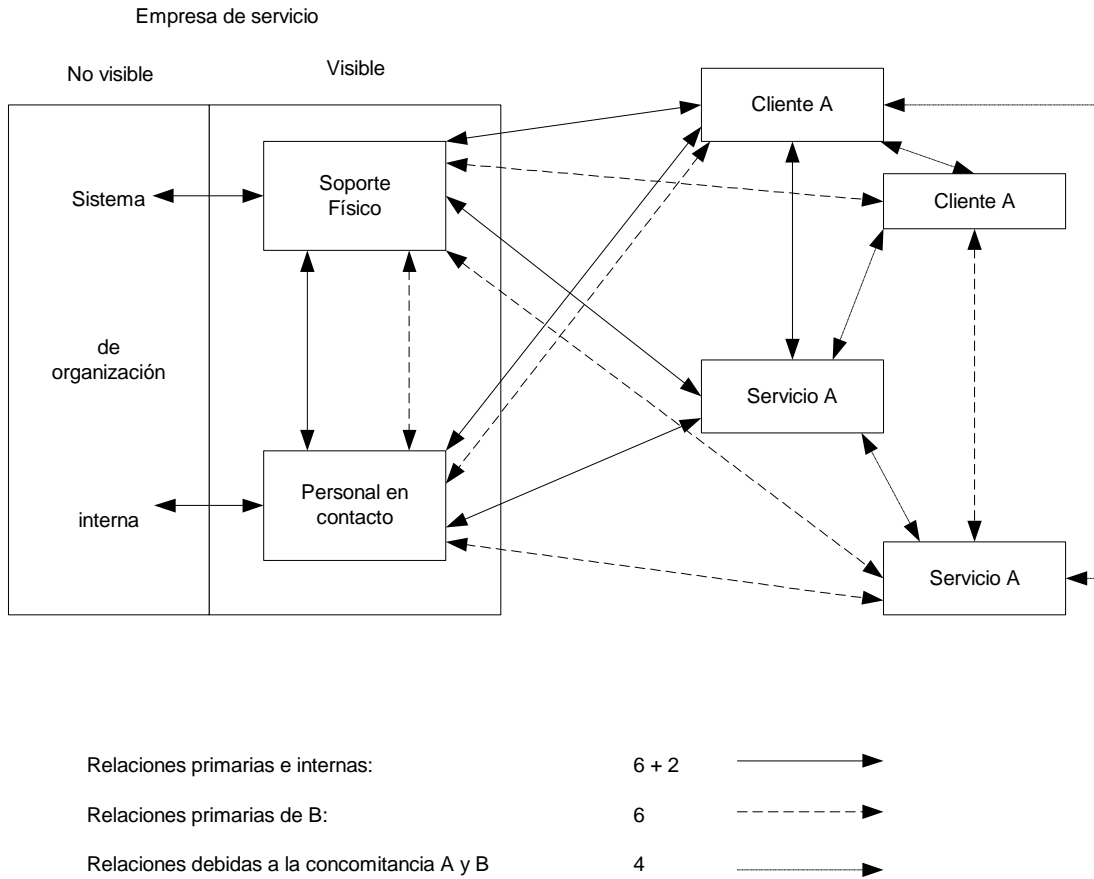 Empresa de servicio
No visible
Visible
Cliente A
Soporte
Físico
Sistema
Cliente A
de
organización
Servicio A
Personal en
contacto
interna
Servicio A
Relaciones primarias e internas: 6 + 2
Relaciones primarias de B: 6
Relaciones debidas a la concomitancia A y B 4